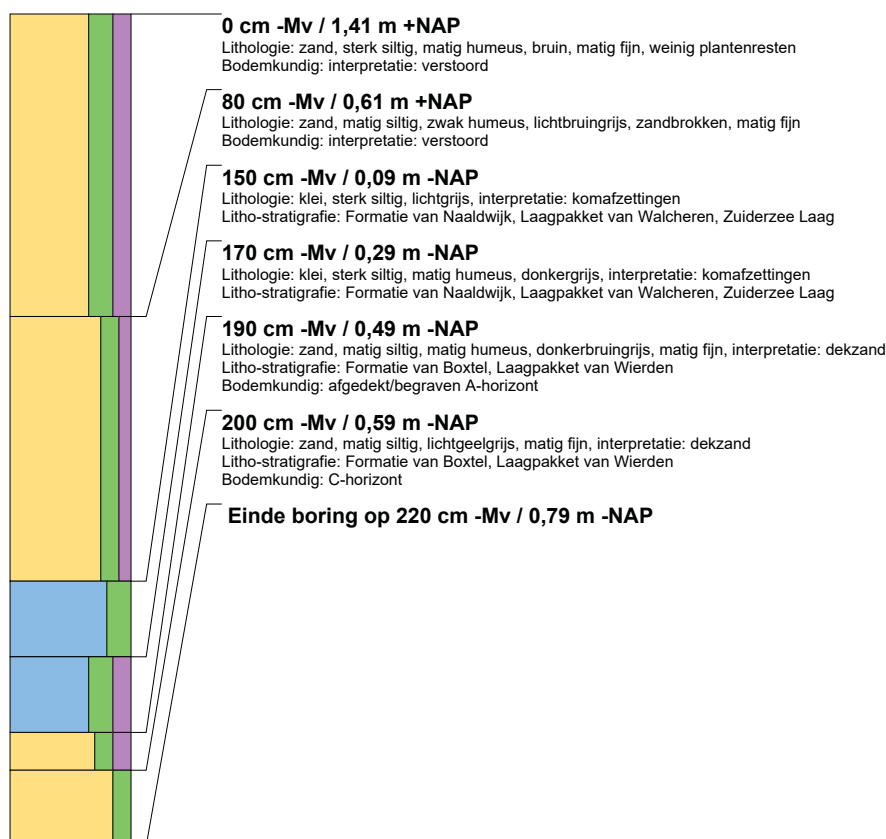 0 cm -Mv / 1,41 m +NAP
Lithologie: zand, sterk siltig, matig humeus, bruin, matig fijn, weinig plantenresten
Bodemkundig: interpretatie: verstoord
80 cm -Mv / 0,61 m +NAP
Lithologie: zand, matig siltig, zwak humeus, lichtbruingrijs, zandbrokken, matig fijn
Bodemkundig: interpretatie: verstoord
150 cm -Mv / 0,09 m -NAP
Lithologie: klei, sterk siltig, lichtgrijs, interpretatie: komafzettingen
Litho-stratigrafie: Formatie van Naaldwijk, Laagpakket van Walcheren, Zuiderzee Laag
170 cm -Mv / 0,29 m -NAP
Lithologie: klei, sterk siltig, matig humeus, donkergrijs, interpretatie: komafzettingen
Litho-stratigrafie: Formatie van Naaldwijk, Laagpakket van Walcheren, Zuiderzee Laag
190 cm -Mv / 0,49 m -NAP
Lithologie: zand, matig siltig, matig humeus, donkerbruingrijs, matig fijn, interpretatie: dekzand
Litho-stratigrafie: Formatie van Boxtel, Laagpakket van Wierden
Bodemkundig: afgedekt/begraven A-horizont
200 cm -Mv / 0,59 m -NAP
Lithologie: zand, matig siltig, lichtgeelgrijs, matig fijn, interpretatie: dekzand
Litho-stratigrafie: Formatie van Boxtel, Laagpakket van Wierden
Bodemkundig: C-horizont
Einde boring op 220 cm -Mv / 0,79 m -NAP